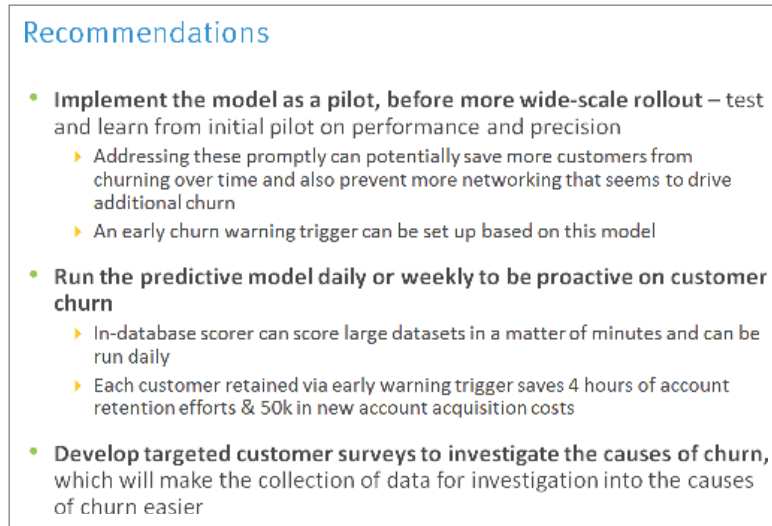 Recommendations
• Implement the model as a pilot, before more wide-scale rollout – test
and learn from initial pilot on performance and precision
Addressing these promptly can potentially save more customers from
churning over time and also prevent more networking that seems to drive
additional churn
An early churn warning trigger can be set up based on this model
• Run the predictive model daily or weekly to be proactive on customer
churn
In-database scorer can score large datasets in a matter of minutes and can be
run daily
Each customer retained via early warning trigger saves 4 hours of account
retention efforts & 50k in new account acquisition costs
• Develop targeted customer surveys to investigate the causes of churn,
which will make the collection of data for investigation into the causes
of churn easier